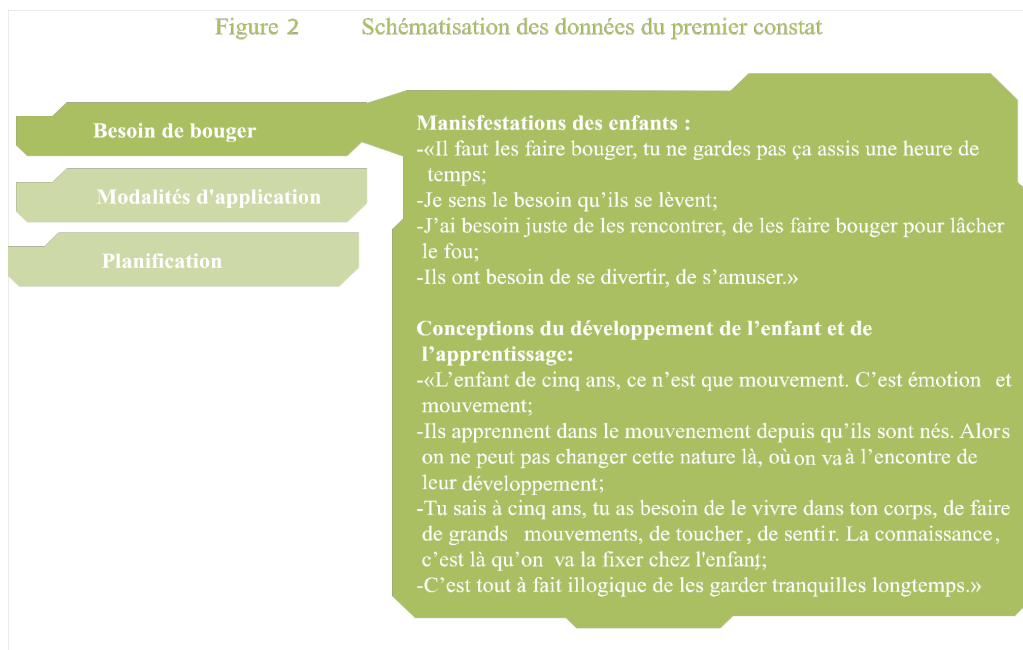 Figure 2 Schématisation des données du premier constat
Besoin de bouger
Modalités d'application
Planification
Manisfestations des enfants :
-«Il faut les faire bouger, tu ne gardes pas ça assis une heure de
temps;
-Je sens le besoin qu’ils se lèvent;
-J’ai besoin juste de les rencontrer, de les faire bouger pour lâcher
le fou;
-Ils ont besoin de se divertir, de s’amuser.»
Conceptions du développement de l’enfant et de
l’apprentissage:
-«L’enfant de cinq ans, ce n’est que mouvement. C’est émotion et
mouvement;
-Ils apprennent dans le mouvenement depuis qu’ils sont nés. Alors
on ne peut pas changer cette nature là, où on va à l’encontre de
leur développement;
-Tu sais à cinq ans, tu as besoin de le vivre dans ton corps, de faire
de grands mouvements, de toucher, de sentir. La connaissance,
c’est là qu’on va la fixer chez l'enfant;
-C’est tout à fait illogique de les garder tranquilles longtemps.»